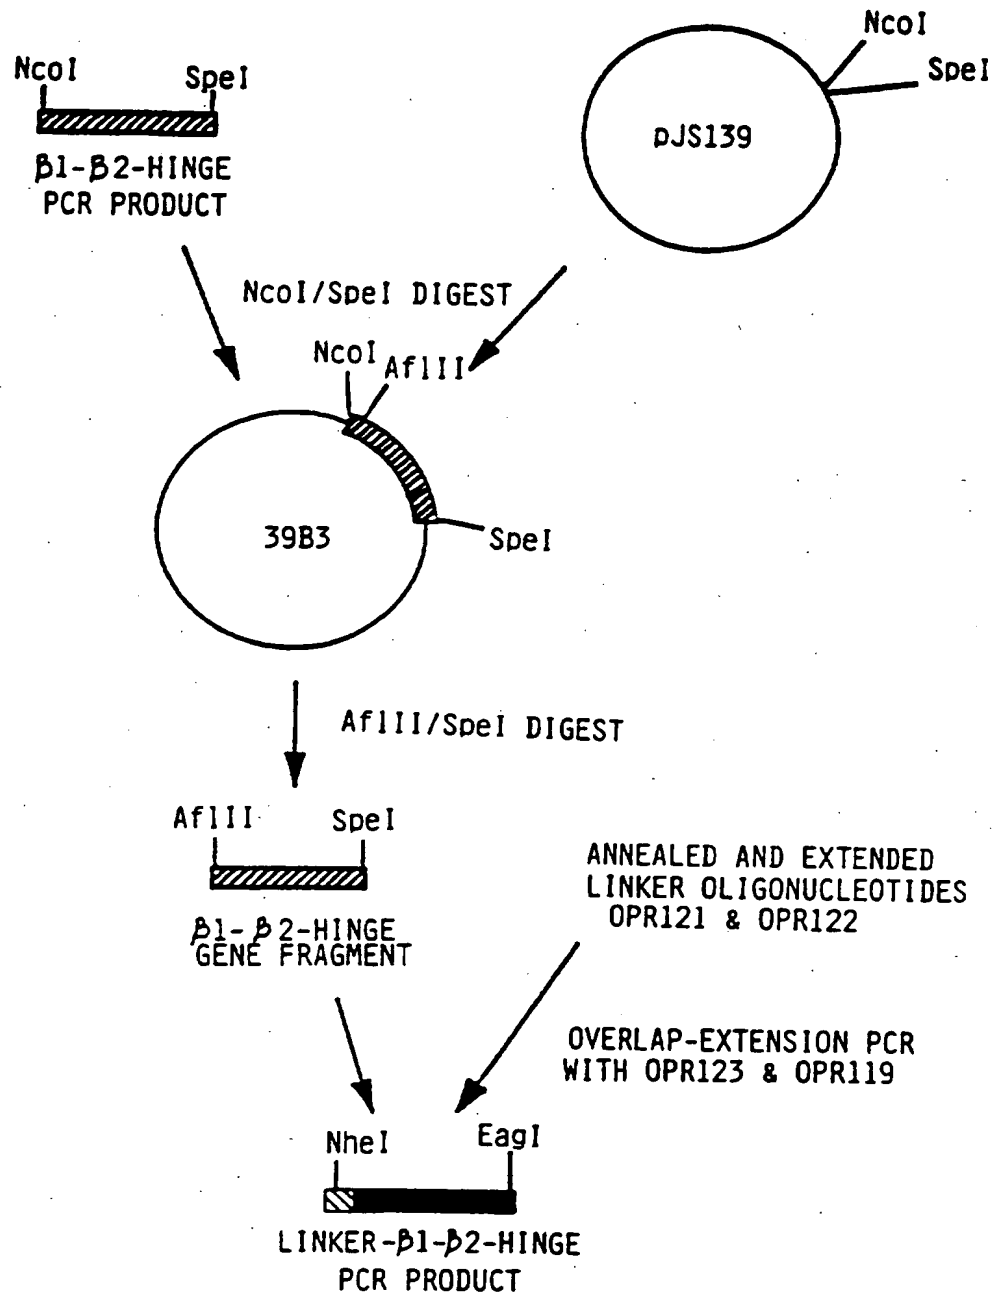 NcoI
SpeI
β1-β2-HINGE
PCR PRODUCT
NcoI
SpeI
pJS139
NcoI/SpeI DIGEST
NcoI
AflII
39B3
SpeI
AflII/SpeI DIGEST
AflII
SpeI
β1-β2-HINGE
GENE FRAGMENT
ANNEALED AND EXTENDED
LINKER OLIGONUCLEOTIDES
OPR121 & OPR122
OVERLAP-EXTENSION PCR
WITH OPR123 & OPR119
NheI
EagI
LINKER-β1-β2-HINGE
PCR PRODUCT